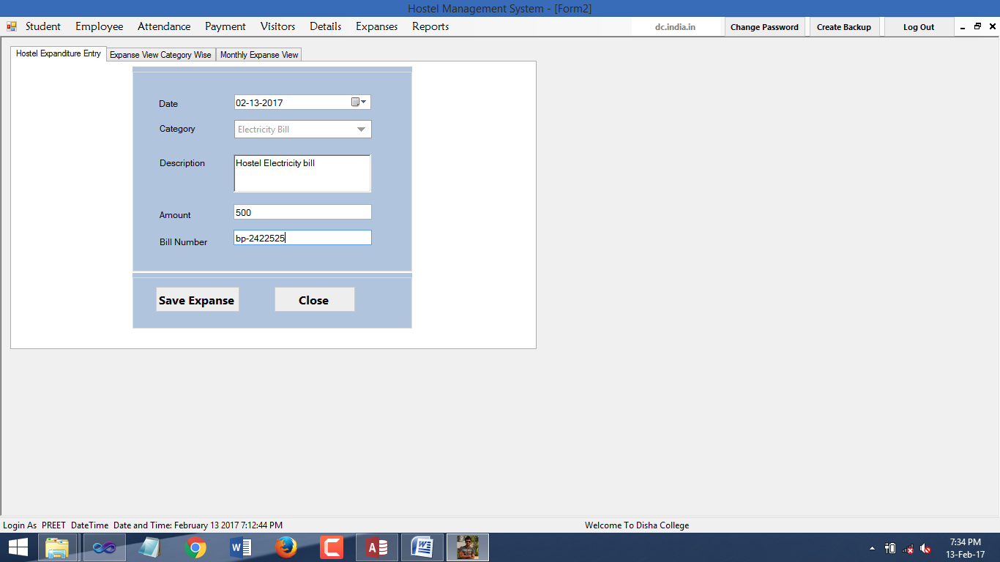 Hostel Management System - [Form2]
Student Employee Attendance Payment Visitors Details Expanses Reports dc.india.in Change Password Create Backup Log Out
Hostel Expanditure Entry Expanse View Category Wise Monthly Expanse View
Date 02-13-2017
Category Electricity Bill
Description Hostel Electricity bill
Amount 500
Bill Number bp-2422525
Save Expanse Close
Login As PREET DateTime Date and Time: February 13 2017 7:12:44 PM Welcome To Disha College
7:34 PM
13-Feb-17